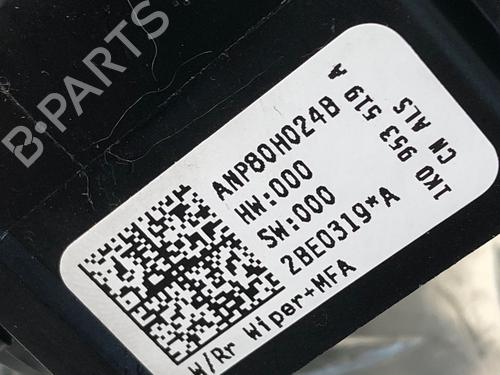 B-PARTS
AMP80H024B
HW:000
SW:000
2BE0319*A
W/Rr Wiper+MFA
1K0 953 519 A
CN ALS